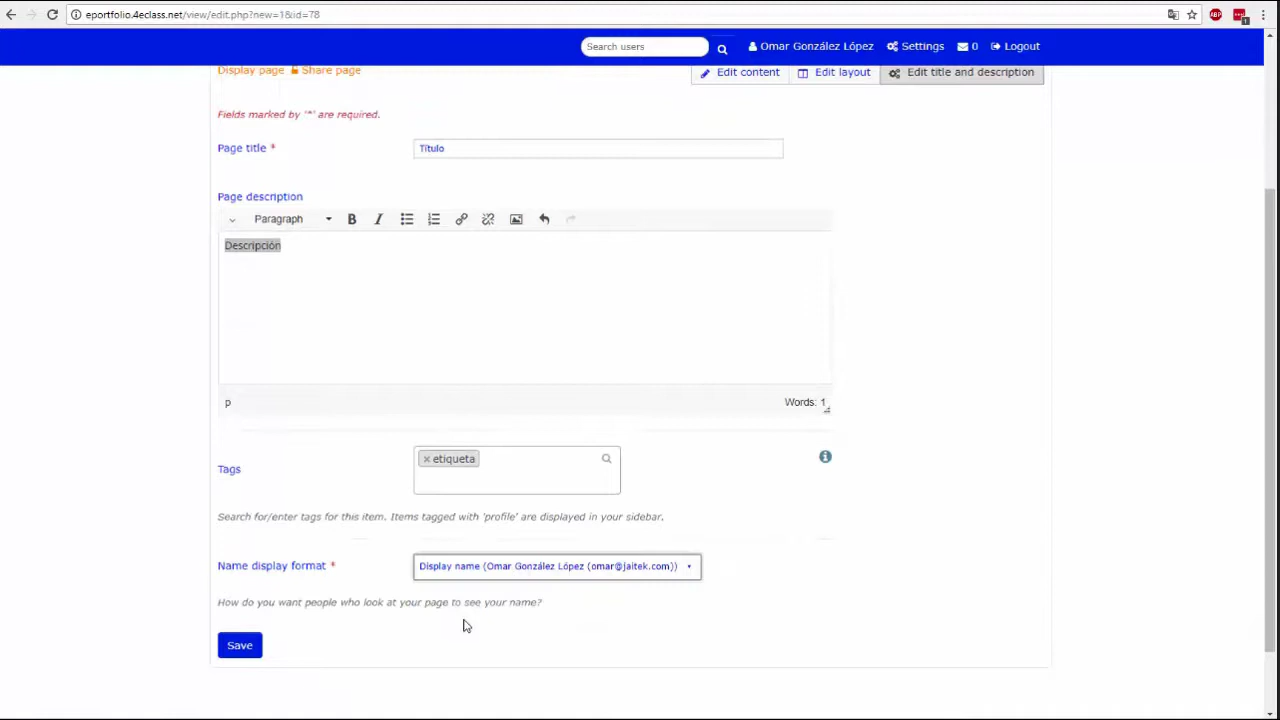 eportfolio.4eclass.net/view/edit.php?new=1&id=78
Search users
Omar González López
Settings
0
Logout
Display page
Share page
Edit content
Edit layout
Edit title and description
Fields marked by '*' are required.
Page title *
Título
Page description
Paragraph
B
I
Descripción
p
Words: 1
Tags
× etiqueta
Search for/enter tags for this item. Items tagged with 'profile' are displayed in your sidebar.
Name display format *
Display name (Omar González López (omar@jaitek.com))
How do you want people who look at your page to see your name?
Save